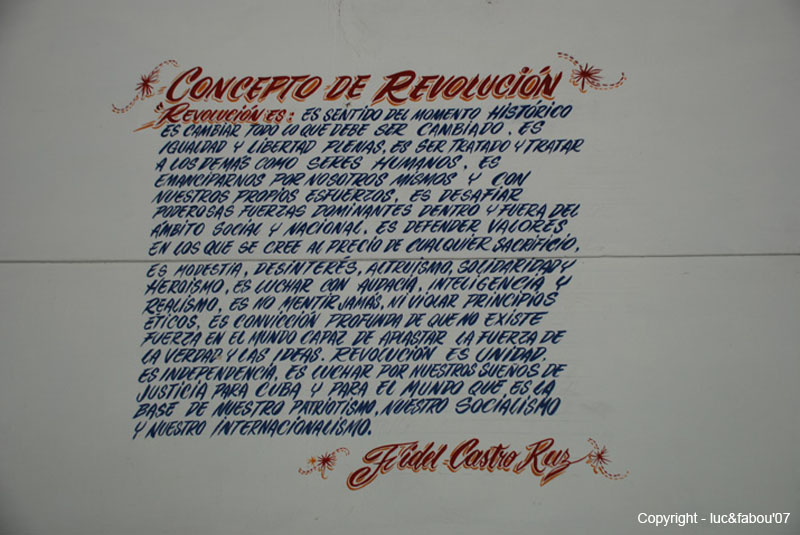 CONCEPTO DE REVOLUCIÓN
"REVOLUCIÓN ES: ES SENTIDO DEL MOMENTO HISTÓRICO
ES CAMBIAR TODO LO QUE DEBE SER CAMBIADO. ES
IGUALDAD Y LIBERTAD PLENAS, ES SER TRATADO Y TRATAR
A LOS DEMÁS COMO SERES HUMANOS, ES
EMANCIPARNOS POR NOSOTROS MISMOS Y CON
NUESTROS PROPIOS ESFUERZOS, ES DESAFIAR
PODEROSAS FUERZAS DOMINANTES DENTRO Y FUERA DEL
ÁMBITO SOCIAL Y NACIONAL, ES DEFENDER VALORES
EN LOS QUE SE CREE AL PRECIO DE CUALQUIER SACRIFICIO,
ES MODESTIA, DESINTERÉS, ALTRUISMO, SOLIDARIDAD Y
HEROISMO, ES LUCHAR CON AUDACIA, INTELIGENCIA Y
REALISMO, ES NO MENTIR JAMÁS, NI VIOLAR PRINCIPIOS
ÉTICOS, ES CONVICCIÓN PROFUNDA DE QUE NO EXISTE
FUERZA EN EL MUNDO CAPAZ DE APLASTAR LA FUERZA DE
LA VERDAD Y LAS IDEAS. REVOLUCIÓN ES UNIDAD,
ES INDEPENDENCIA, ES LUCHAR POR NUESTROS SUEÑOS DE
JUSTICIA PARA CUBA Y PARA EL MUNDO QUE, ES LA
BASE DE NUESTRO PATRIOTISMO, NUESTRO SOCIALISMO
Y NUESTRO INTERNACIONALISMO.
Fidel Castro Ruz
Copyright - luc&fabou'07